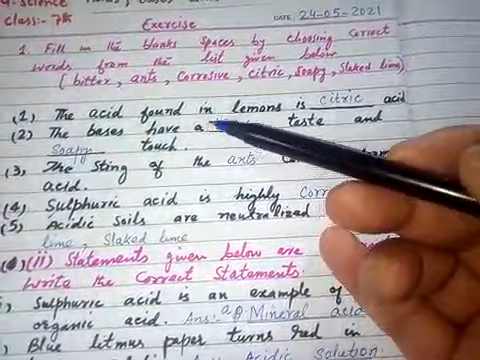 Science
Class:- 7th
DATE 24-05-2021
Exercise
1. Fill in the blanks spaces by choosing Correct
words from the list given below
[bitter, ants, Corrosive, citric, soapy, Slaked lime)
(1) The acid found in lemons is citric acid
(2) The bases have a taste and
Soapy touch.
(3, The Sting of the ants
acid.
(4) Sulphuric acid is highly
(5, Acidic Soils are neutralized
lime, Slaked lime
(ii) Statements given below are
Write the Correct Statements.
Sulphuric acid is an example of
organic acid. Ans: a Mineral acid
Blue litmus paper turns red in
Acidic Solution